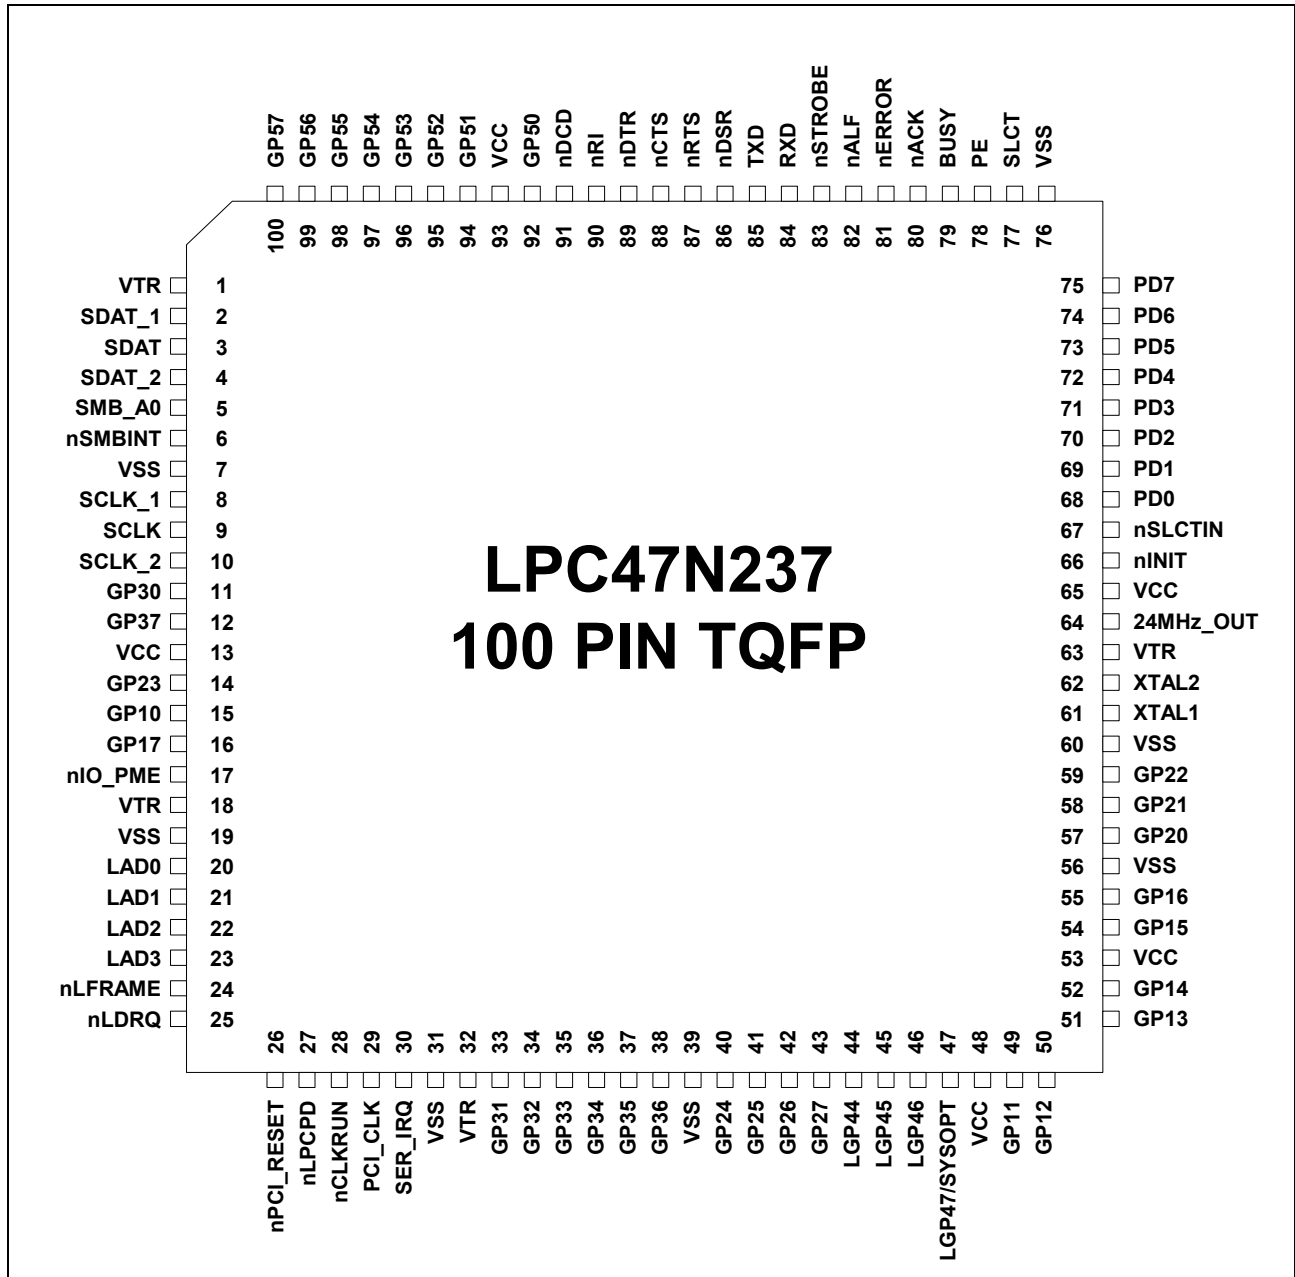 GP57
GP56
GP55
GP54
GP53
GP52
GP51
VCC
GP50
nDCD
nRI
nDTR
nCTS
nRTS
nDSR
TXD
RXD
nSTROBE
nALF
nERROR
nACK
BUSY
PE
SLCT
VSS
100
99
98
97
96
95
94
93
92
91
90
89
88
87
86
85
84
83
82
81
80
79
78
77
76
VTR 1
SDAT_1 2
SDAT 3
SDAT_2 4
SMB_A0 5
nSMBINT 6
VSS 7
SCLK_1 8
SCLK 9
SCLK_2 10
GP30 11
GP37 12
VCC 13
GP23 14
GP10 15
GP17 16
nIO_PME 17
VTR 18
VSS 19
LAD0 20
LAD1 21
LAD2 22
LAD3 23
nLFRAME 24
nLDRQ 25
LPC47N237
100 PIN TQFP
75 PD7
74 PD6
73 PD5
72 PD4
71 PD3
70 PD2
69 PD1
68 PD0
67 nSLCTIN
66 nINIT
65 VCC
64 24MHz_OUT
63 VTR
62 XTAL2
61 XTAL1
60 VSS
59 GP22
58 GP21
57 GP20
56 VSS
55 GP16
54 GP15
53 VCC
52 GP14
51 GP13
26
27
28
29
30
31
32
33
34
35
36
37
38
39
40
41
42
43
44
45
46
47
48
49
50
nPCI_RESET
nLPCPD
nCLKRUN
PCI_CLK
SER_IRQ
VSS
VTR
GP31
GP32
GP33
GP34
GP35
GP36
VSS
GP24
GP25
GP26
GP27
LGP44
LGP45
LGP46
LGP47/SYSOPT
VCC
GP11
GP12